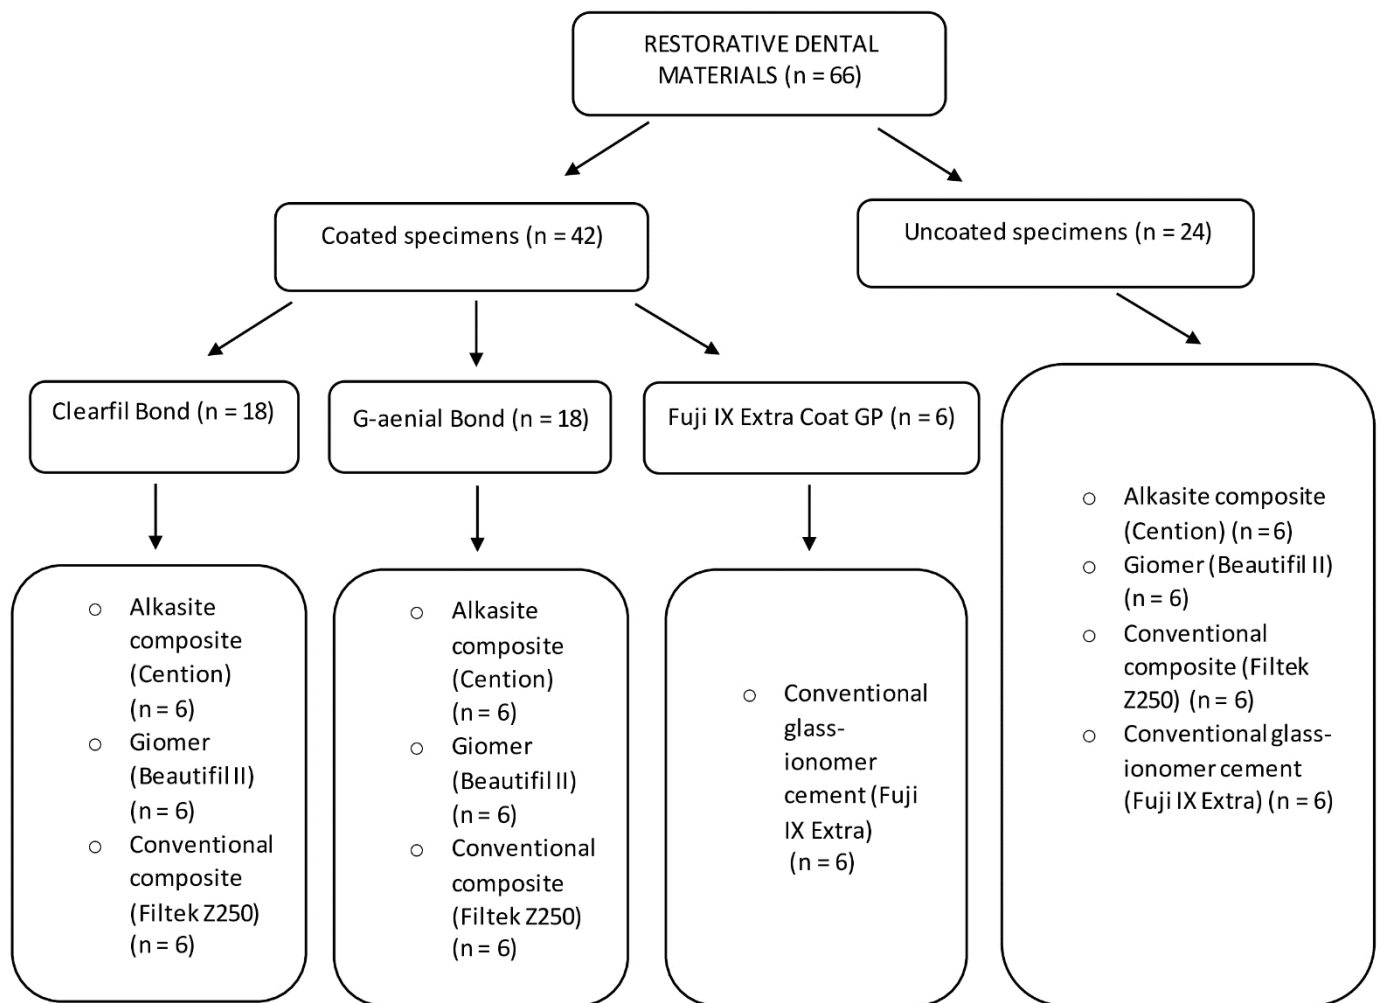 RESTORATIVE DENTAL
MATERIALS (n = 66)
Coated specimens (n = 42)
Uncoated specimens (n = 24)
Clearfil Bond (n = 18)
G-aenial Bond (n = 18)
Fuji IX Extra Coat GP (n = 6)
○ Alkasite
composite
(Cention)
(n = 6)
○ Giomer
(Beautifil II)
(n = 6)
○ Conventional
composite
(Filtek Z250)
(n = 6)
○ Alkasite
composite
(Cention)
(n = 6)
○ Giomer
(Beautifil II)
(n = 6)
○ Conventional
composite
(Filtek Z250)
(n = 6)
○ Conventional
glass-
ionomer
cement (Fuji
IX Extra)
(n = 6)
○ Alkasite composite
(Cention) (n = 6)
○ Giomer (Beautifil II)
(n = 6)
○ Conventional
composite (Filtek
Z250) (n = 6)
○ Conventional glass-
ionomer cement
(Fuji IX Extra) (n = 6)